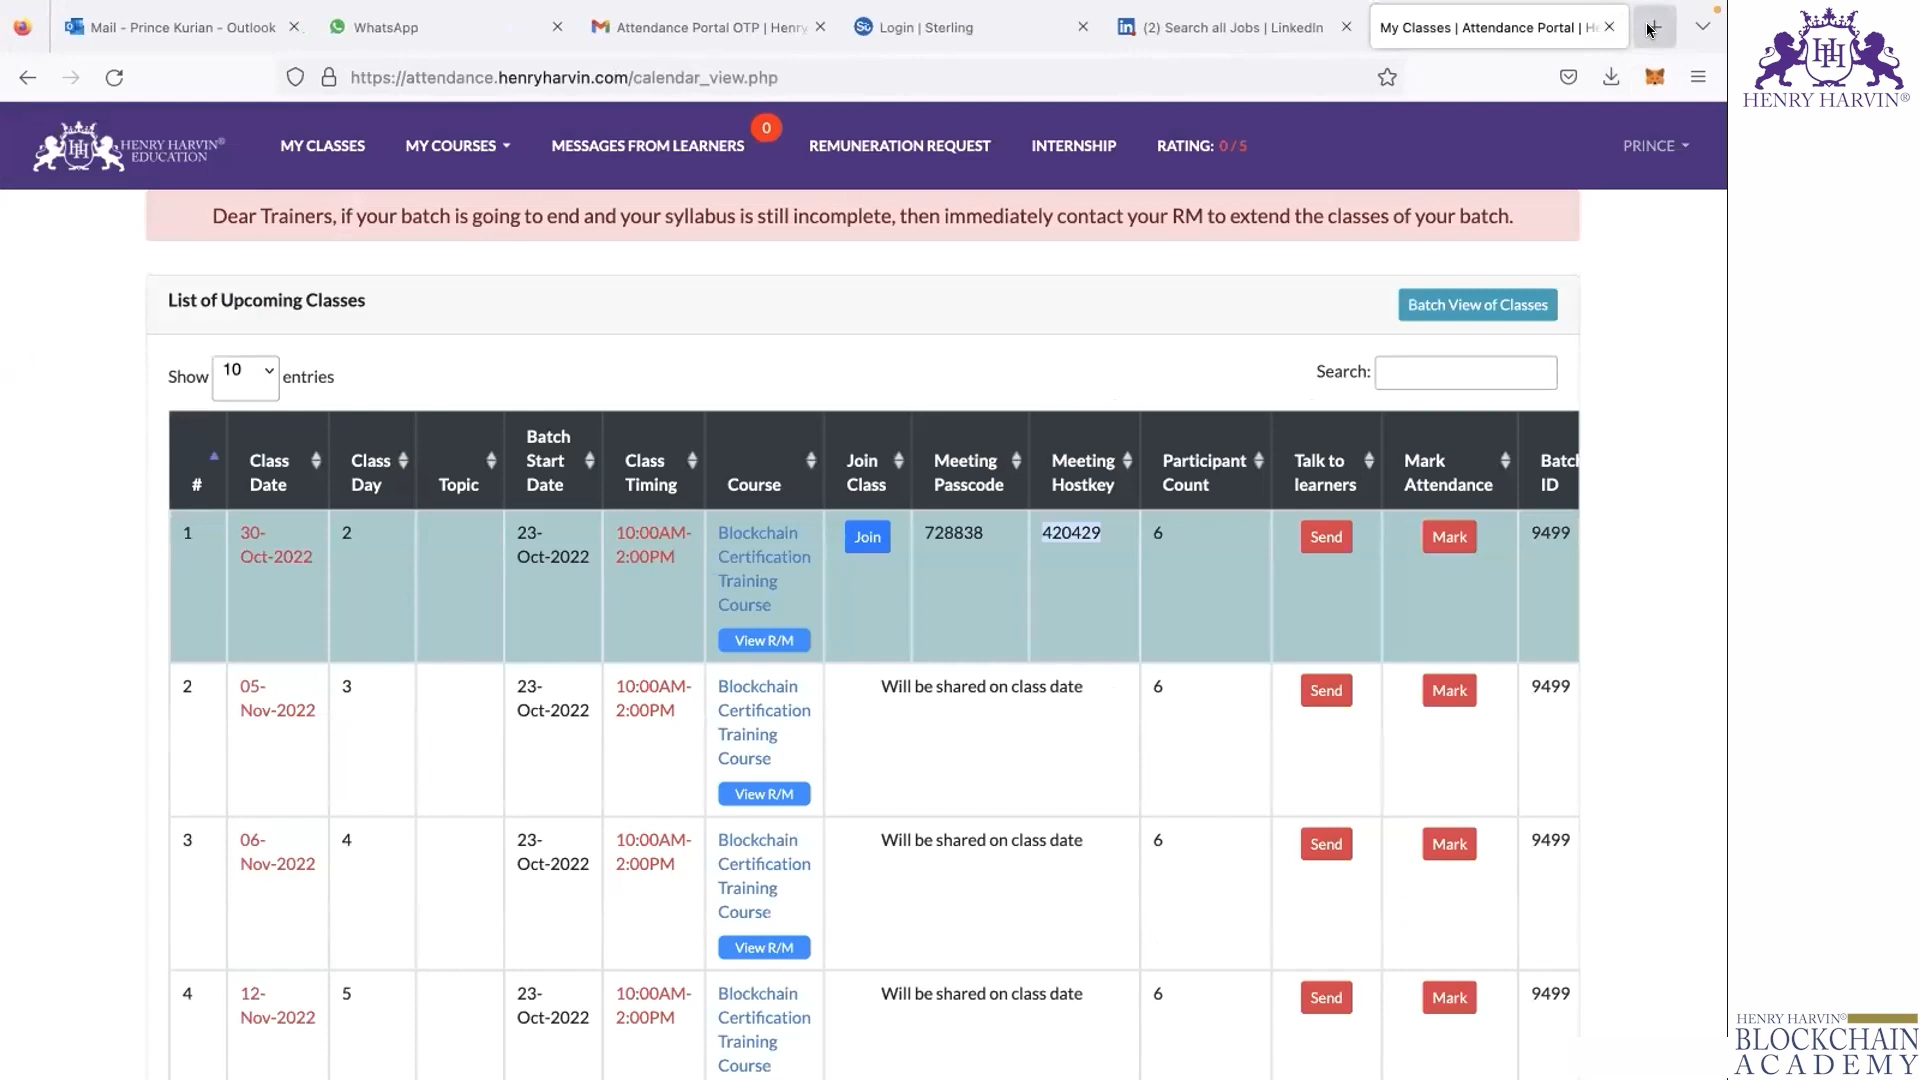 Mail - Prince Kurian - Outlook
WhatsApp
Attendance Portal OTP | Henry
Login | Sterling
(2) Search all Jobs | LinkedIn
My Classes | Attendance Portal | He
https://attendance.henryharvin.com/calendar_view.php
HENRY HARVIN®
HENRY HARVIN®
EDUCATION
MY CLASSES
MY COURSES
MESSAGES FROM LEARNERS
0
REMUNERATION REQUEST
INTERNSHIP
RATING: 0 / 5
PRINCE
Dear Trainers, if your batch is going to end and your syllabus is still incomplete, then immediately contact your RM to extend the classes of your batch.
List of Upcoming Classes
Batch View of Classes
Show 10 entries
Search:
# Class Date Class Day Topic Batch Start Date Class Timing Course Join Class Meeting Passcode Meeting Hostkey Participant Count Talk to learners Mark Attendance Batch ID
1 30-Oct-2022 2 23-Oct-2022 10:00AM-2:00PM Blockchain Certification Training Course Join 728838 420429 6 Send Mark 9499
View R/M
2 05-Nov-2022 3 23-Oct-2022 10:00AM-2:00PM Blockchain Certification Training Course Will be shared on class date 6 Send Mark 9499
View R/M
3 06-Nov-2022 4 23-Oct-2022 10:00AM-2:00PM Blockchain Certification Training Course Will be shared on class date 6 Send Mark 9499
View R/M
4 12-Nov-2022 5 23-Oct-2022 10:00AM-2:00PM Blockchain Certification Training Course Will be shared on class date 6 Send Mark 9499
HENRY HARVIN®
BLOCKCHAIN
ACADEMY